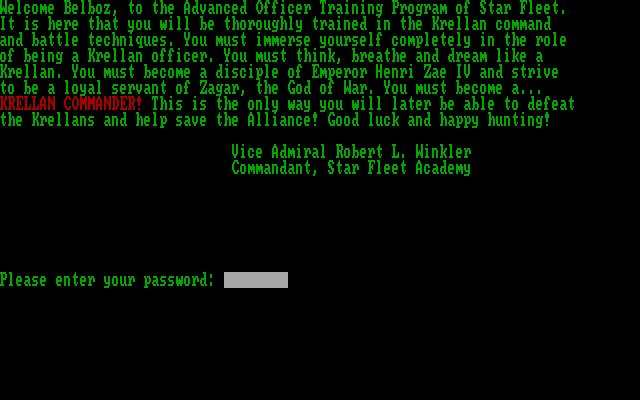 Welcome Belboz, to the Advanced Officer Training Program of Star Fleet.
It is here that you will be thoroughly trained in the Krellan command
and battle techniques. You must immerse yourself completely in the role
of being a Krellan officer. You must think, breathe and dream like a
Krellan. You must become a disciple of Emperor Henri Zae IV and strive
to be a loyal servant of Zagar, the God of War. You must become a...
KRELLAN COMMANDER! This is the only way you will later be able to defeat
the Krellans and help save the Alliance! Good luck and happy hunting!
Vice Admiral Robert L. Winkler
Commandant, Star Fleet Academy
Please enter your password: